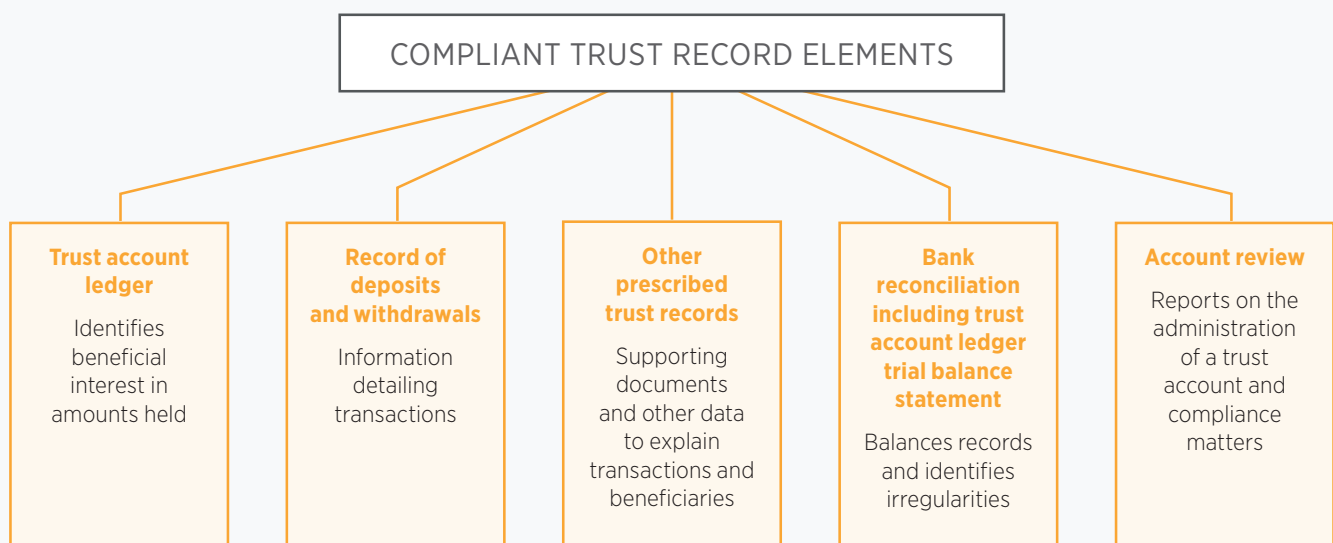 COMPLIANT TRUST RECORD ELEMENTS
Trust account
ledger
Identifies
beneficial
interest in
amounts held
Record of
deposits
and withdrawals
Information
detailing
transactions
Other
prescribed
trust records
Supporting
documents
and other data
to explain
transactions and
beneficiaries
Bank
reconciliation
including trust
account ledger
trial balance
statement
Balances records
and identifies
irregularities
Account review
Reports on the
administration
of a trust
account and
compliance
matters